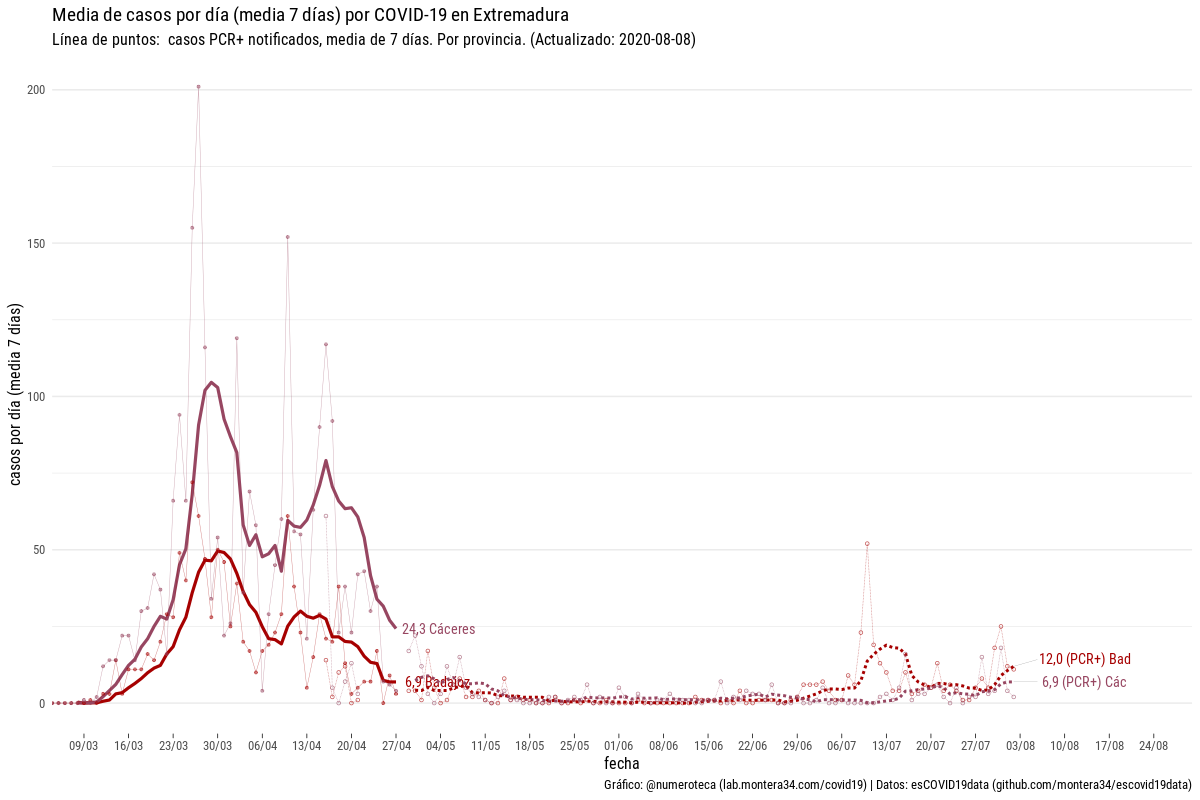 Media de casos por día (media 7 días) por COVID-19 en Extremadura
Línea de puntos:  casos PCR+ notificados, media de 7 días. Por provincia. (Actualizado: 2020-08-08)
casos por día (media 7 días)
200
150
100
50
0
24,3 Cáceres
6,9 Badajoz
12,0 (PCR+) Bad
6,9 (PCR+) Các
09/03 16/03 23/03 30/03 06/04 13/04 20/04 27/04 04/05 11/05 18/05 25/05 01/06 08/06 15/06 22/06 29/06 06/07 13/07 20/07 27/07 03/08 10/08 17/08 24/08
fecha
Gráfico: @numeroteca (lab.montera34.com/covid19) | Datos: esCOVID19data (github.com/montera34/escovid19data)